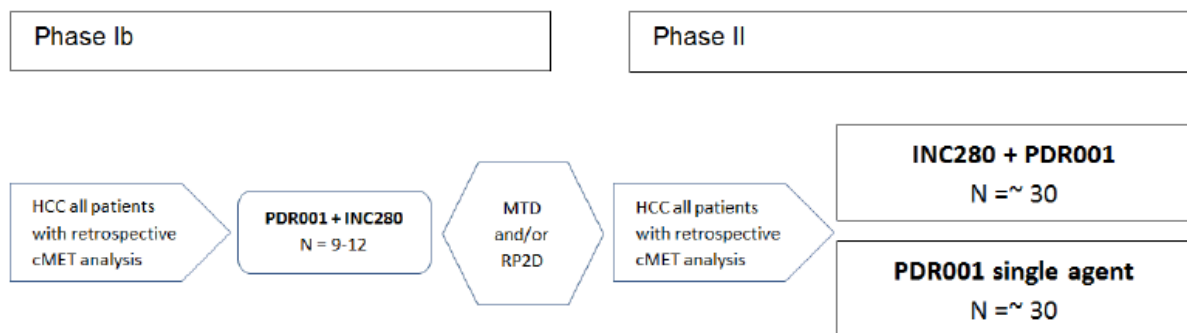 Phase Ib
Phase II
HCC all patients
with retrospective
cMET analysis
PDR001 + INC280
N = 9-12
MTD
and/or
RP2D
HCC all patients
with retrospective
cMET analysis
INC280 + PDR001
N =~ 30
PDR001 single agent
N =~ 30